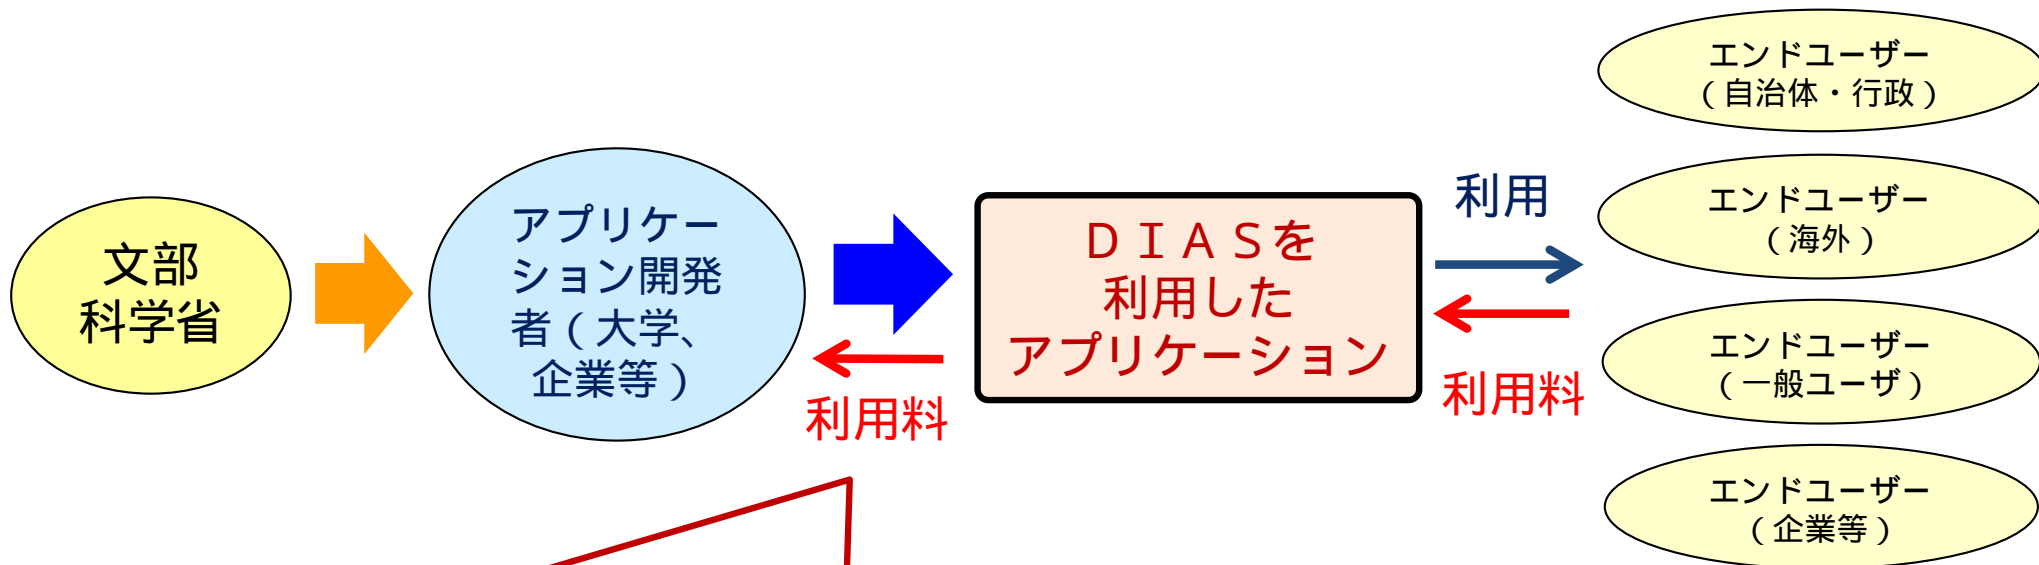 文部
科学省
アプリケー
ション開発
者（大学、
企業等）
利用料
ＤＩＡＳを
利用した
アプリケーション
利用
利用料
エンドユーザー
（自治体・行政）
エンドユーザー
（海外）
エンドユーザー
（一般ユーザ）
エンドユーザー
（企業等）